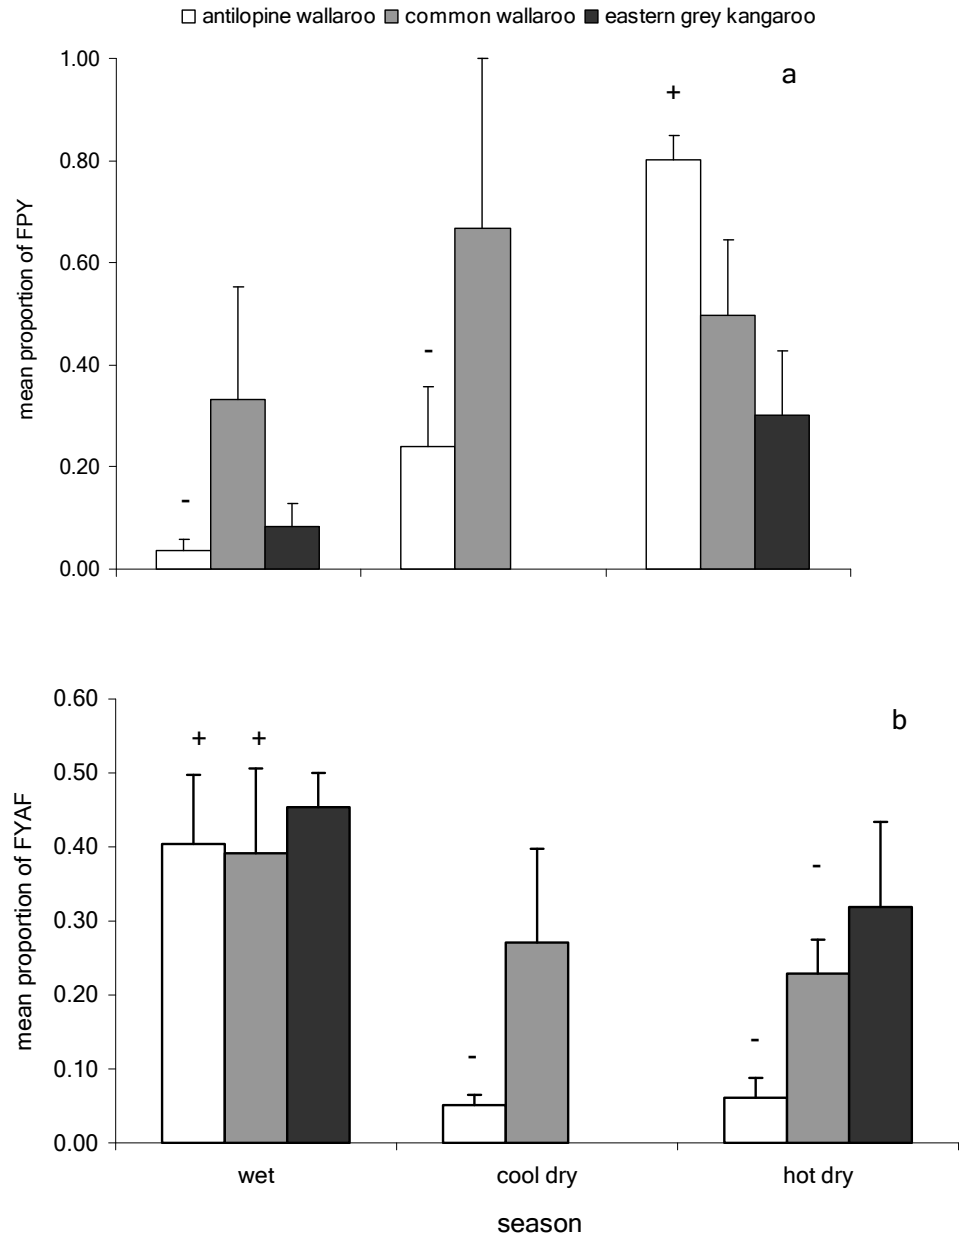 antilopine wallaroo common wallaroo eastern grey kangaroo
a
mean proportion of FPY
1.00
0.80
0.60
0.40
0.20
0.00
- - +
b
mean proportion of FYAF
0.60
0.50
0.40
0.30
0.20
0.10
0.00
+ + - - -
wet cool dry hot dry
season